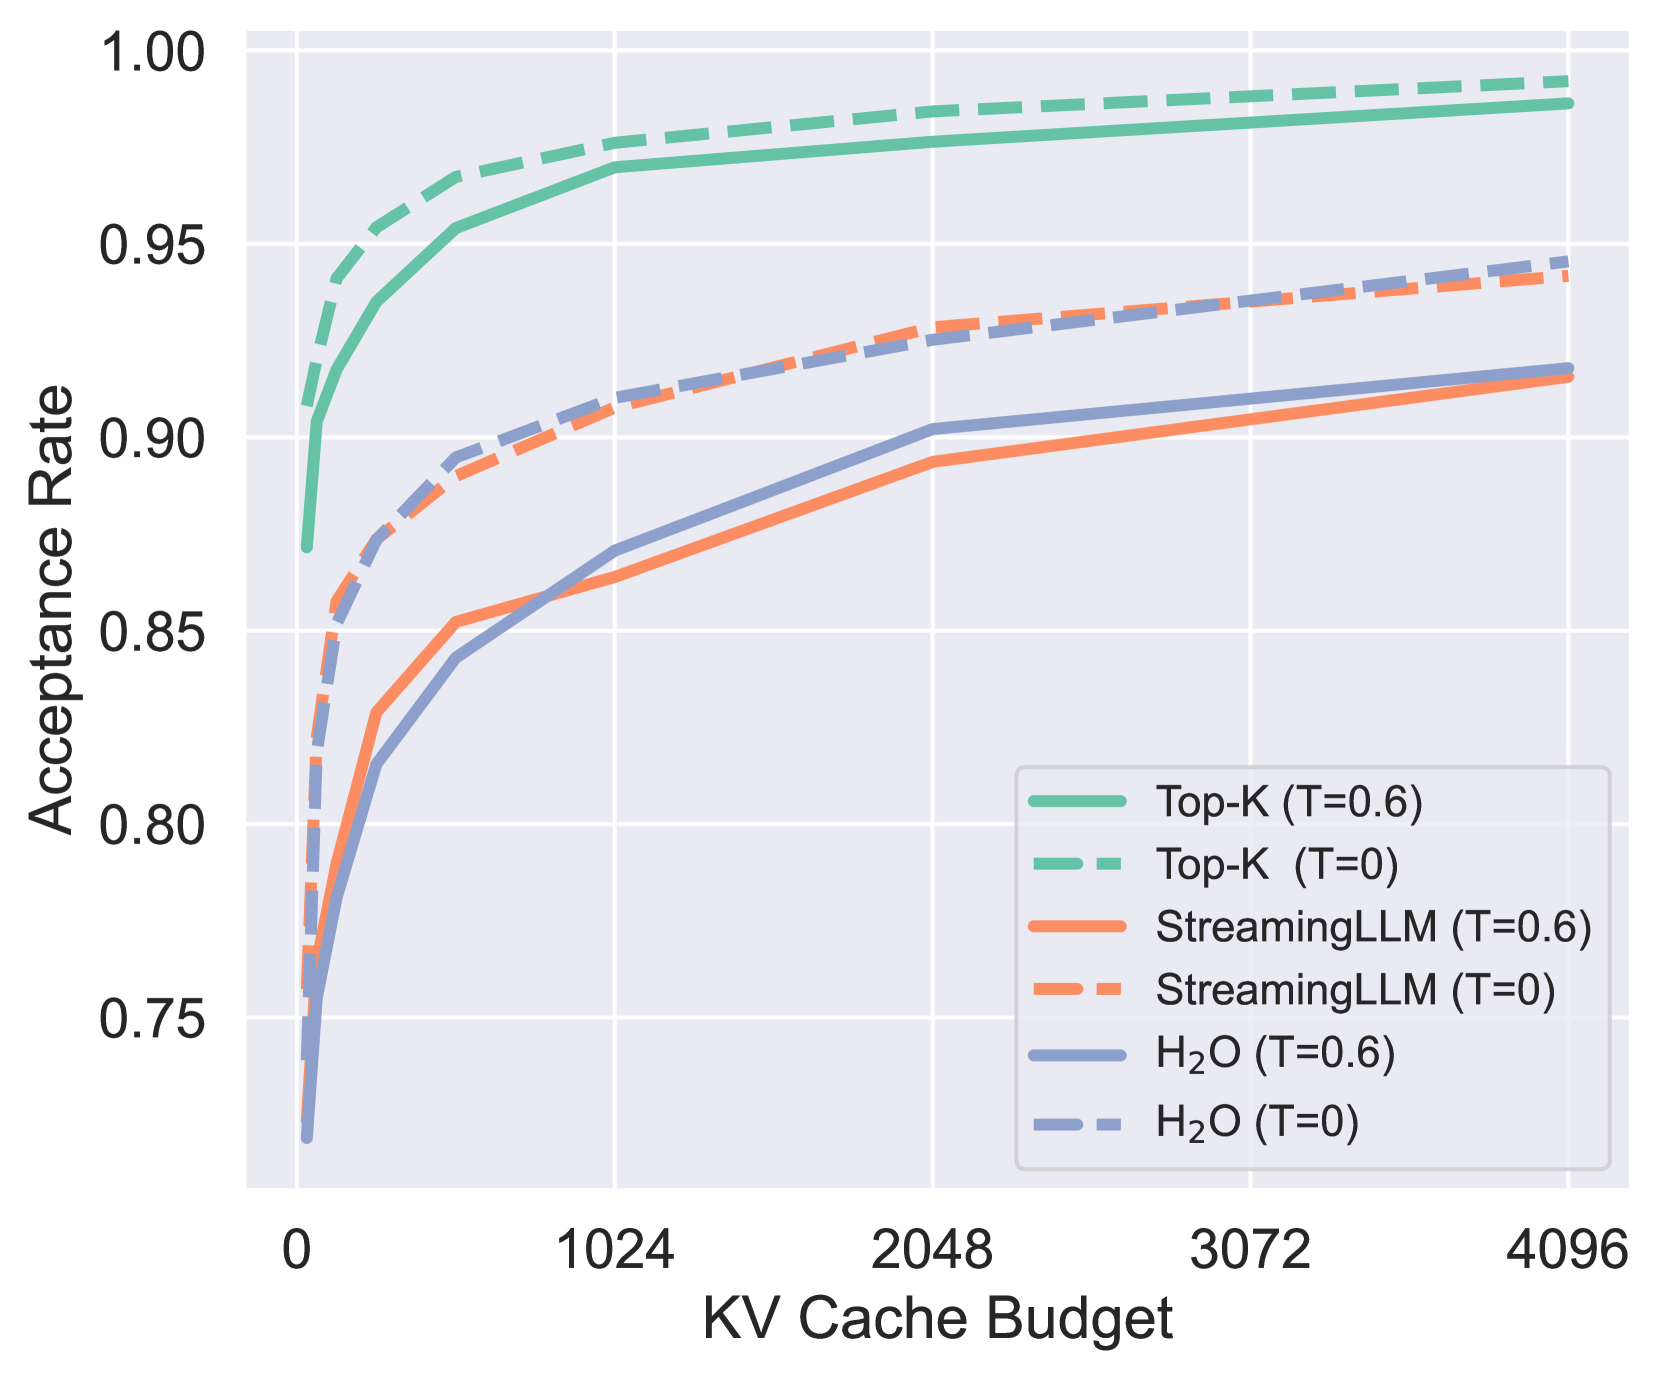 1.00
0.95
0.90
0.85
0.80
0.75
Acceptance Rate
Top-K (T=0.6)
Top-K (T=0)
StreamingLLM (T=0.6)
StreamingLLM (T=0)
H₂O (T=0.6)
H₂O (T=0)
0 1024 2048 3072 4096
KV Cache Budget